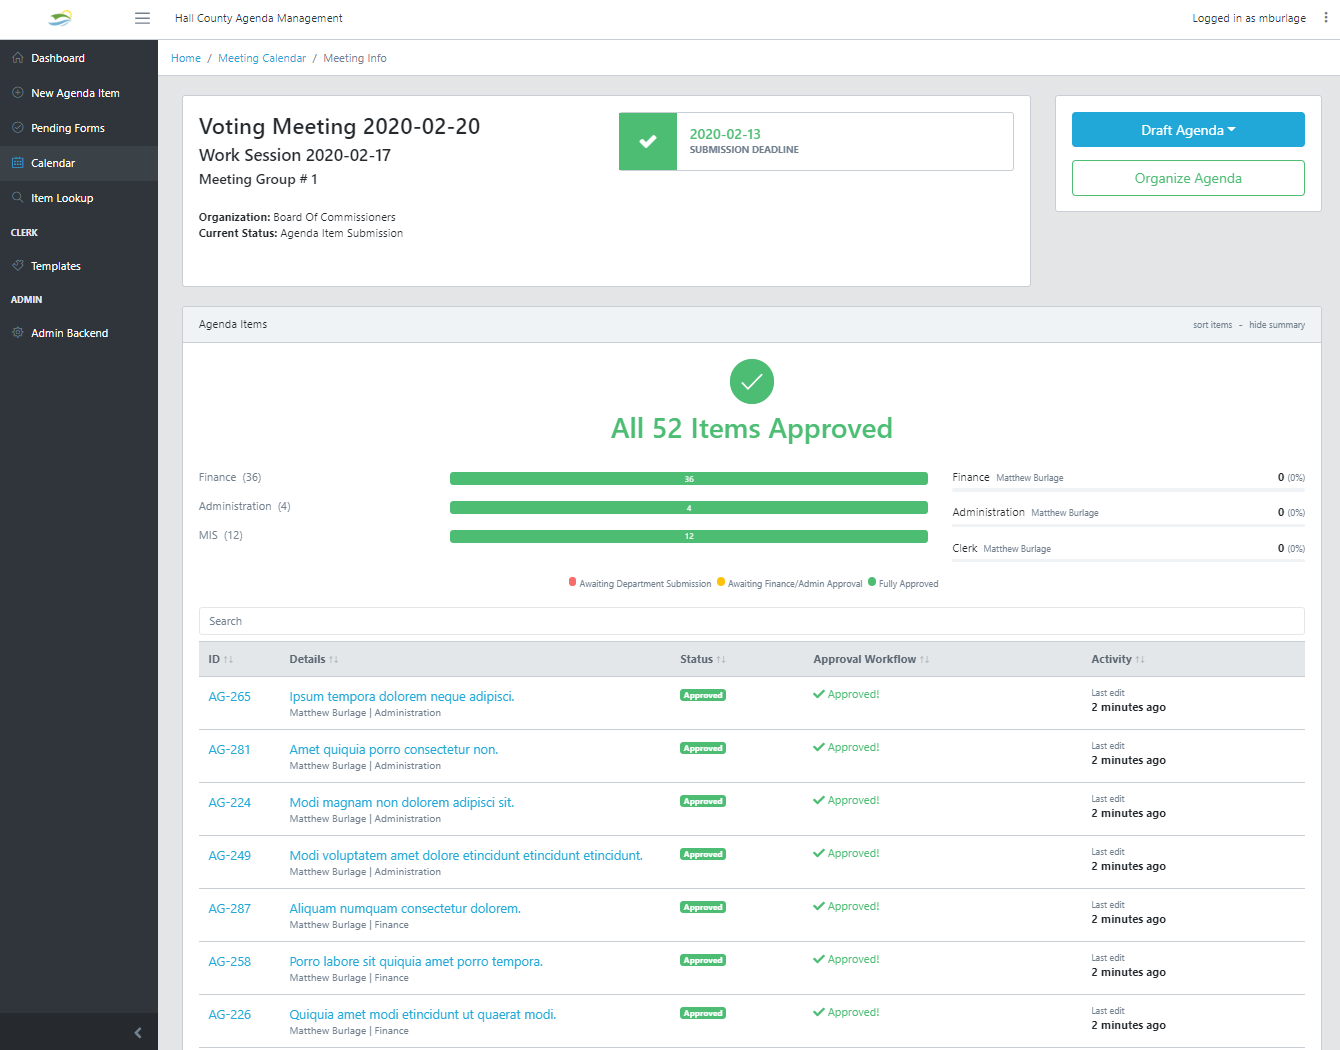 Hall County Agenda Management
Logged in as mburlage
Dashboard
New Agenda Item
Pending Forms
Calendar
Item Lookup
CLERK
Templates
ADMIN
Admin Backend
Home / Meeting Calendar / Meeting Info
Voting Meeting 2020-02-20
Work Session 2020-02-17
Meeting Group # 1
Organization: Board Of Commissioners
Current Status: Agenda Item Submission
2020-02-13
SUBMISSION DEADLINE
Draft Agenda
Organize Agenda
Agenda Items
sort items - hide summary
All 52 Items Approved
Finance (36) 36
Administration (4) 4
MIS (12) 12
Finance Matthew Burlage 0 (0%)
Administration Matthew Burlage 0 (0%)
Clerk Matthew Burlage 0 (0%)
Awaiting Department Submission Awaiting Finance/Admin Approval Fully Approved
Search
ID Details Status Approval Workflow Activity
AG-265 Ipsum tempora dolorem neque adipisci. Approved Approved! Last edit
Matthew Burlage | Administration 2 minutes ago
AG-281 Amet quiquia porro consectetur non. Approved Approved! Last edit
Matthew Burlage | Administration 2 minutes ago
AG-224 Modi magnam non dolorem adipisci sit. Approved Approved! Last edit
Matthew Burlage | Administration 2 minutes ago
AG-249 Modi voluptatem amet dolore etincidunt etincidunt etincidunt. Approved Approved! Last edit
Matthew Burlage | Administration 2 minutes ago
AG-287 Aliquam numquam consectetur dolorem. Approved Approved! Last edit
Matthew Burlage | Finance 2 minutes ago
AG-258 Porro labore sit quiquia amet porro tempora. Approved Approved! Last edit
Matthew Burlage | Finance 2 minutes ago
AG-226 Quiquia amet modi etincidunt ut quaerat modi. Approved Approved! Last edit
Matthew Burlage | Finance 2 minutes ago